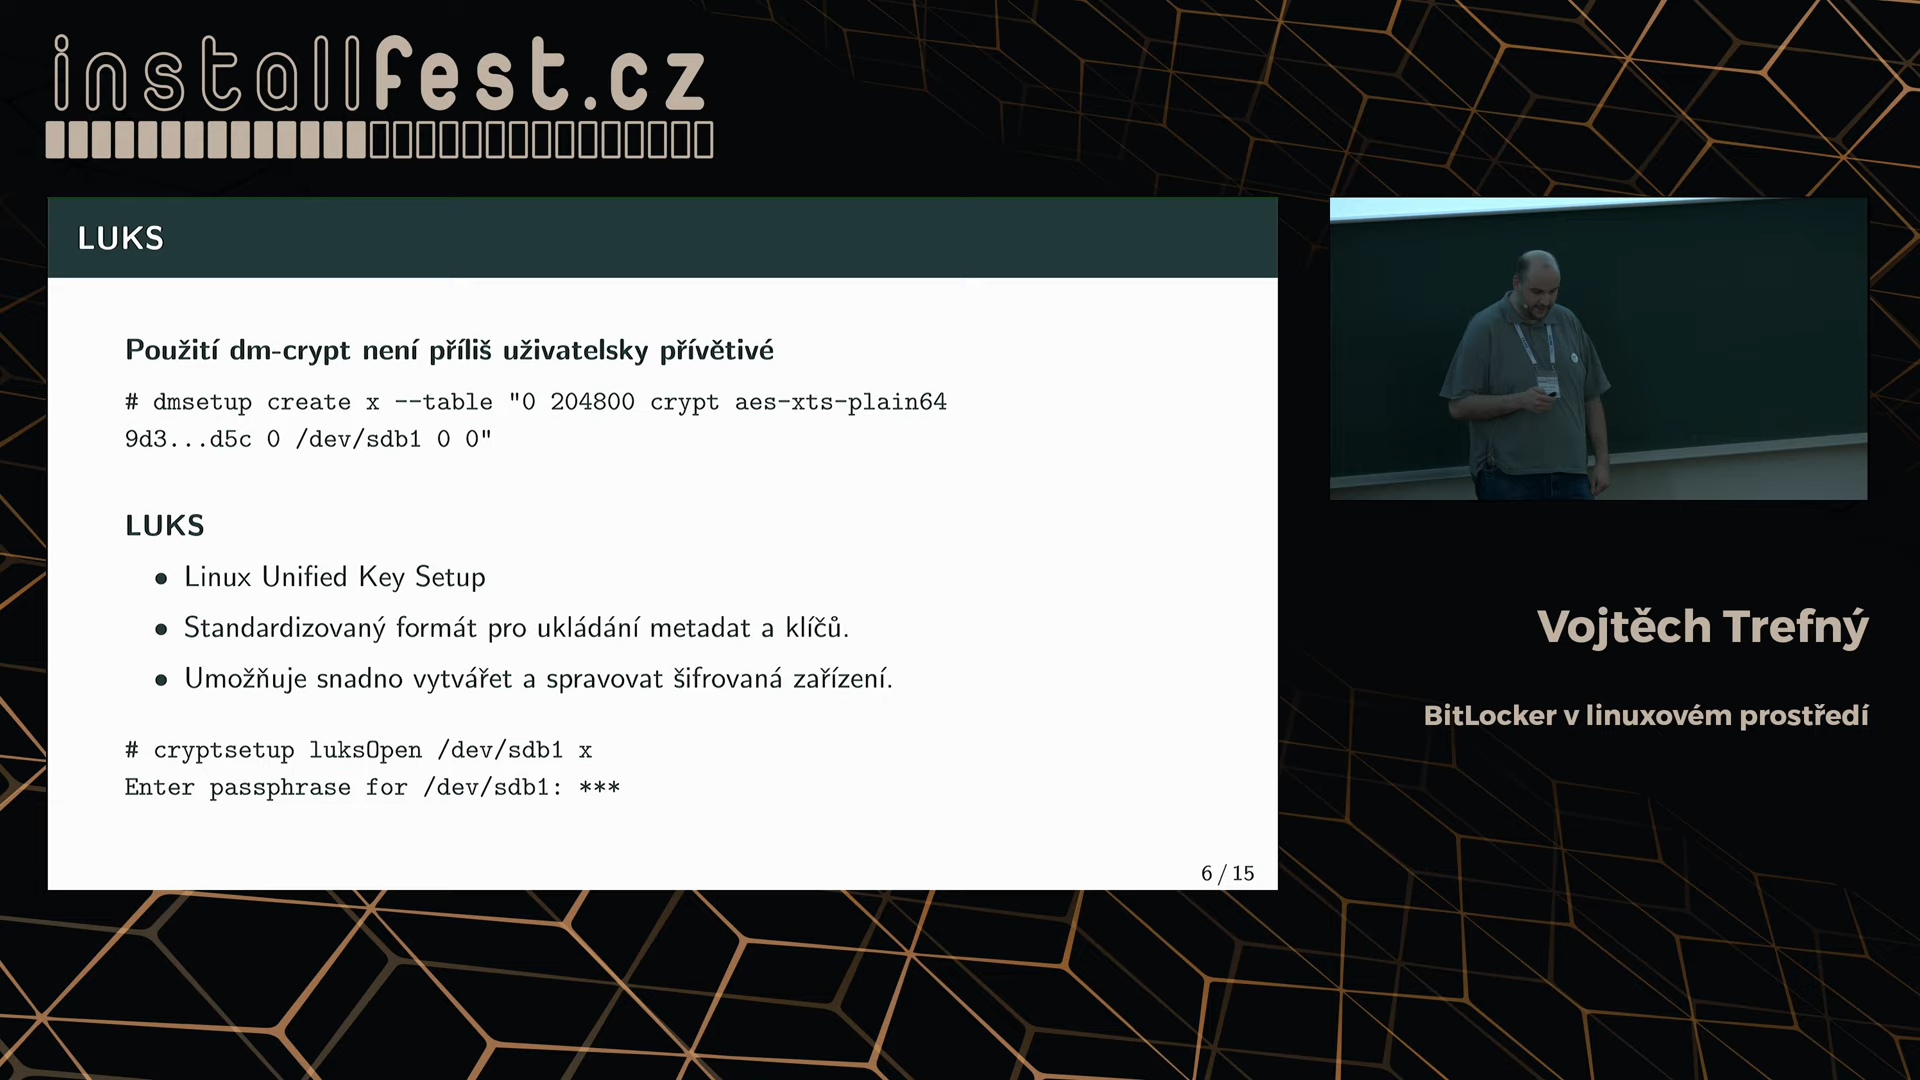 installfest.cz
LUKS
Použití dm-crypt není příliš uživatelsky přívětivé
# dmsetup create x --table "0 204800 crypt aes-xts-plain64
9d3...d5c 0 /dev/sdb1 0 0"
LUKS
• Linux Unified Key Setup
• Standardizovaný formát pro ukládání metadat a klíčů.
• Umožňuje snadno vytvářet a spravovat šifrovaná zařízení.
# cryptsetup luksOpen /dev/sdb1 x
Enter passphrase for /dev/sdb1: ***
6 / 15
Vojtěch Trefný
BitLocker v linuxovém prostředí